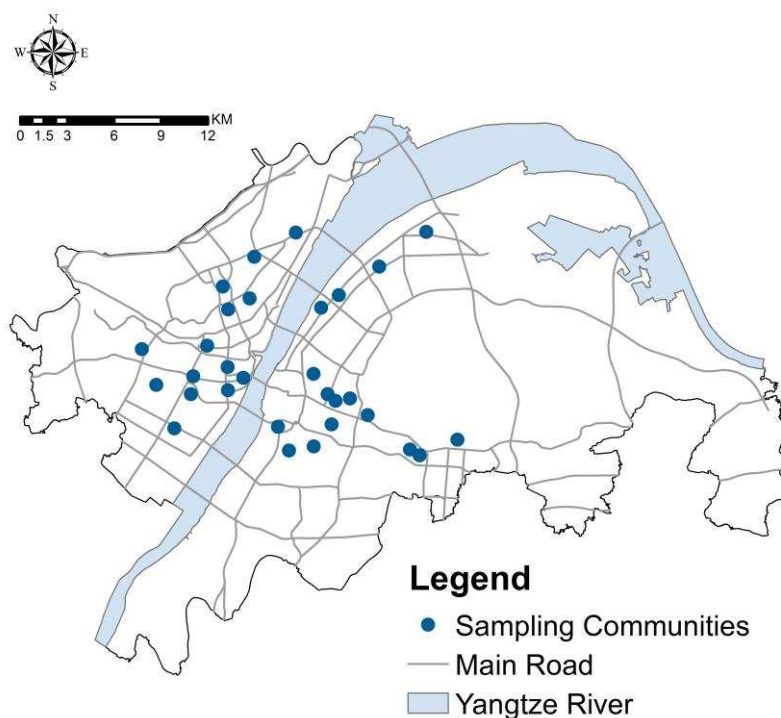 N
W E
S
KM
0 1.5 3 6 9 12
Legend
Sampling Communities
Main Road
Yangtze River